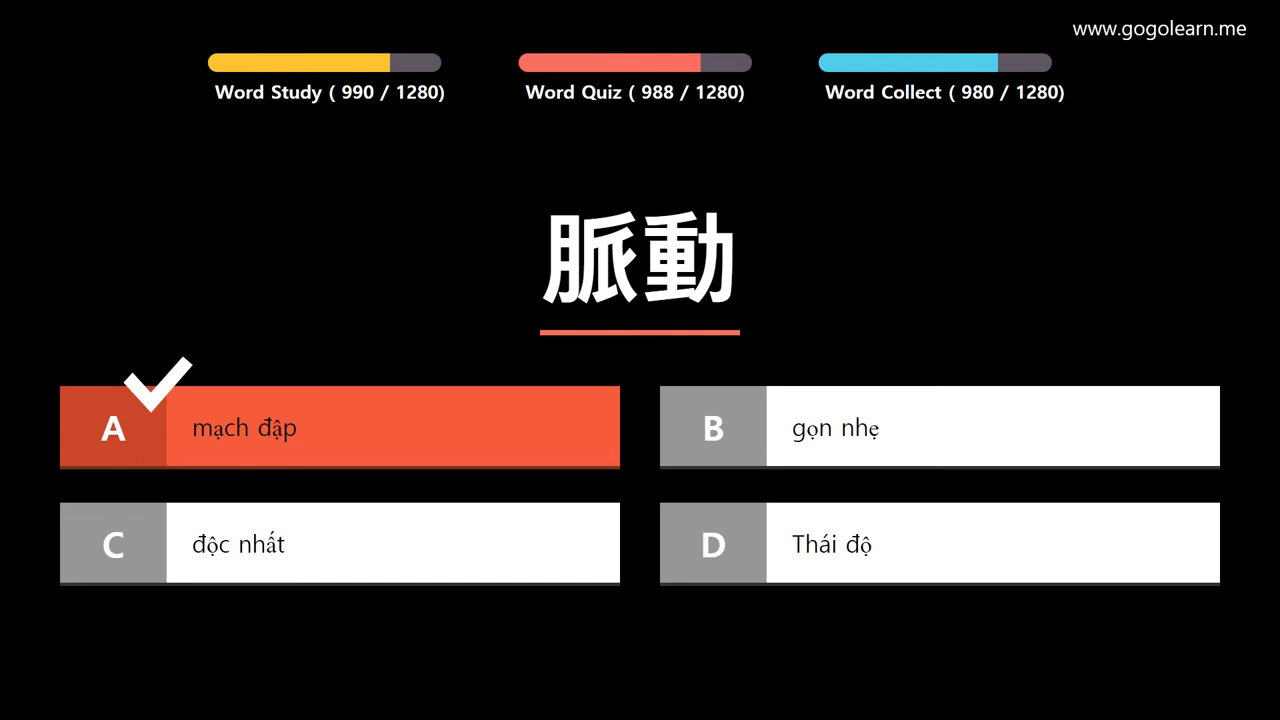 www.gogolearn.me
Word Study ( 990 / 1280)
Word Quiz ( 988 / 1280)
Word Collect ( 980 / 1280)
脈動
A mạch đập
B gọn nhẹ
C độc nhất
D Thái độ